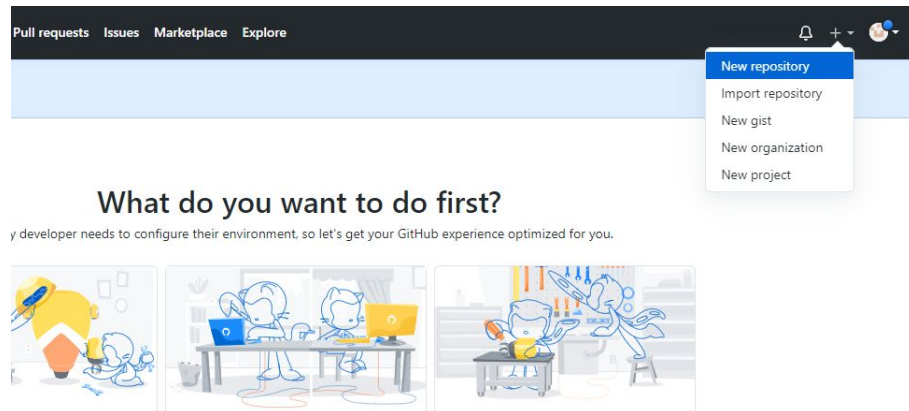 Pull requests Issues Marketplace Explore
New repository
Import repository
New gist
New organization
New project
What do you want to do first?
y developer needs to configure their environment, so let's get your GitHub experience optimized for you.